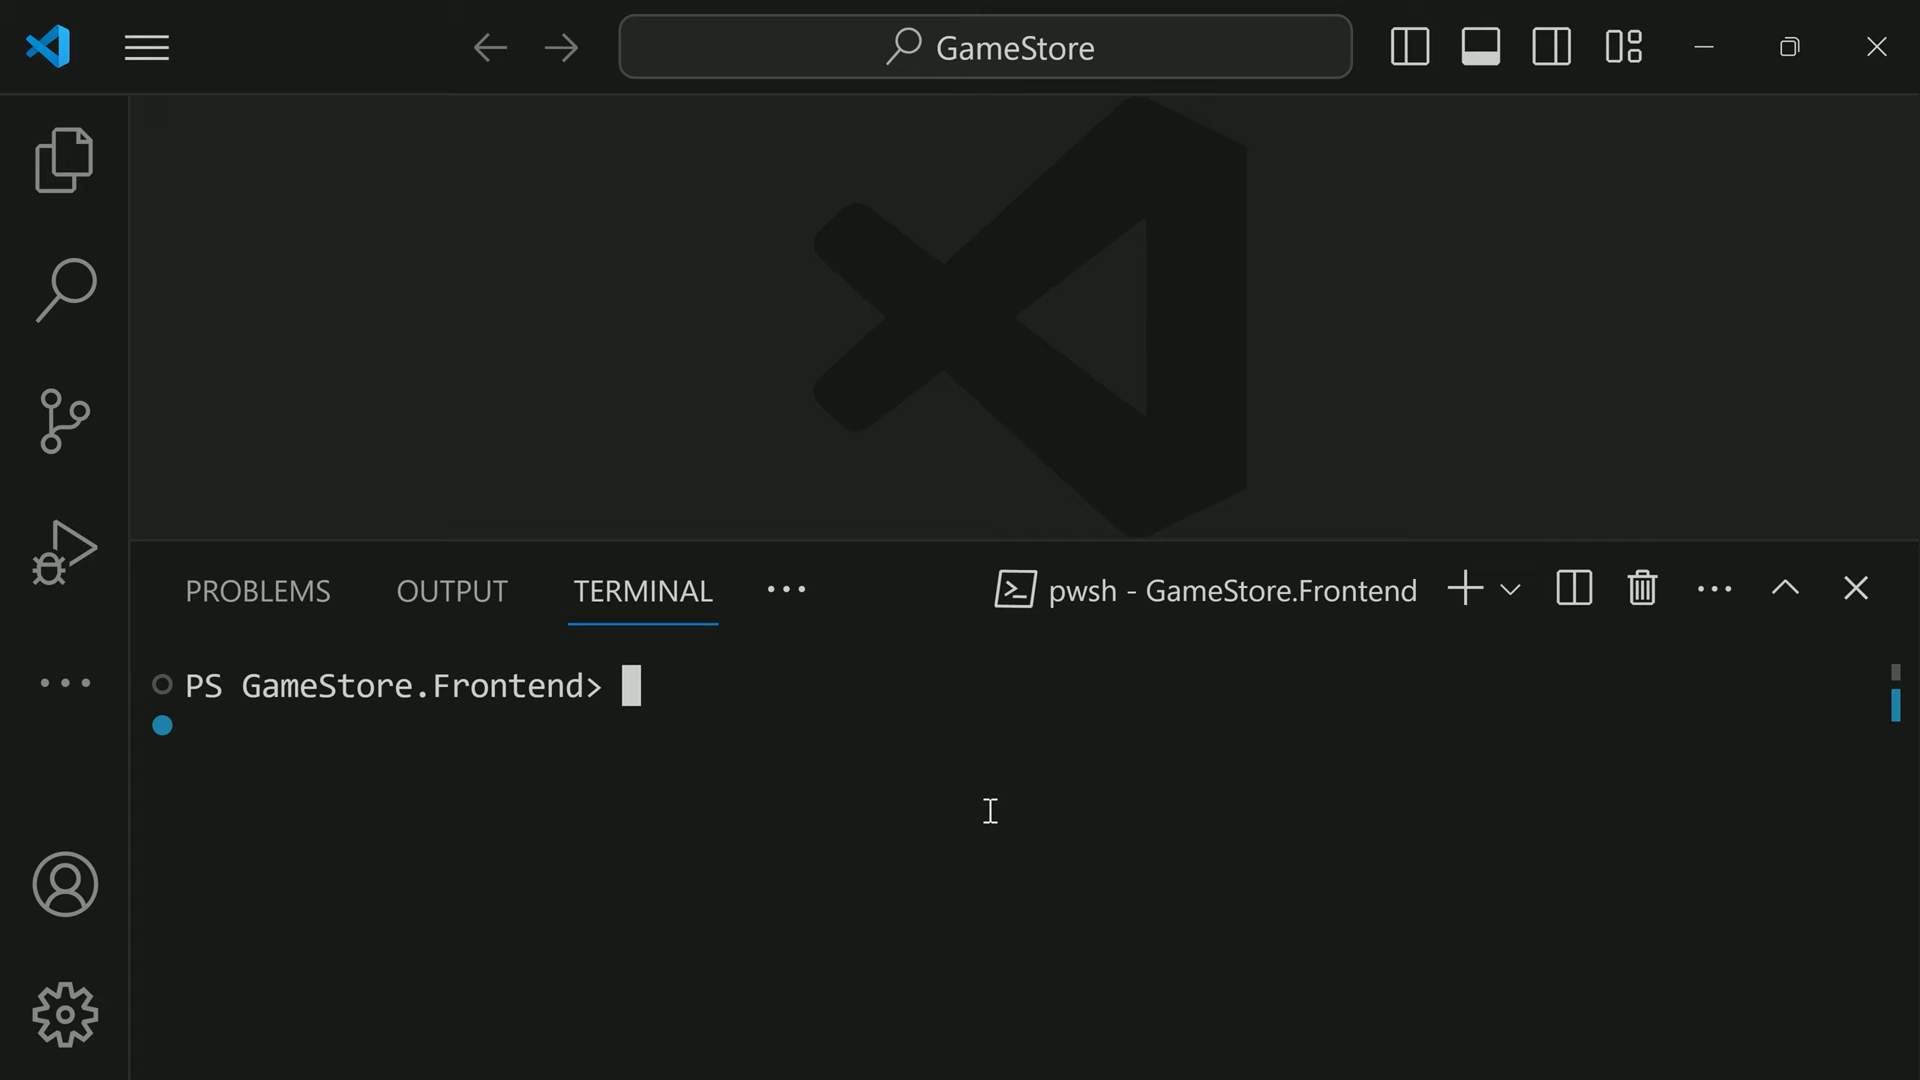 GameStore
PROBLEMS OUTPUT TERMINAL pwsh - GameStore.Frontend
PS GameStore.Frontend>